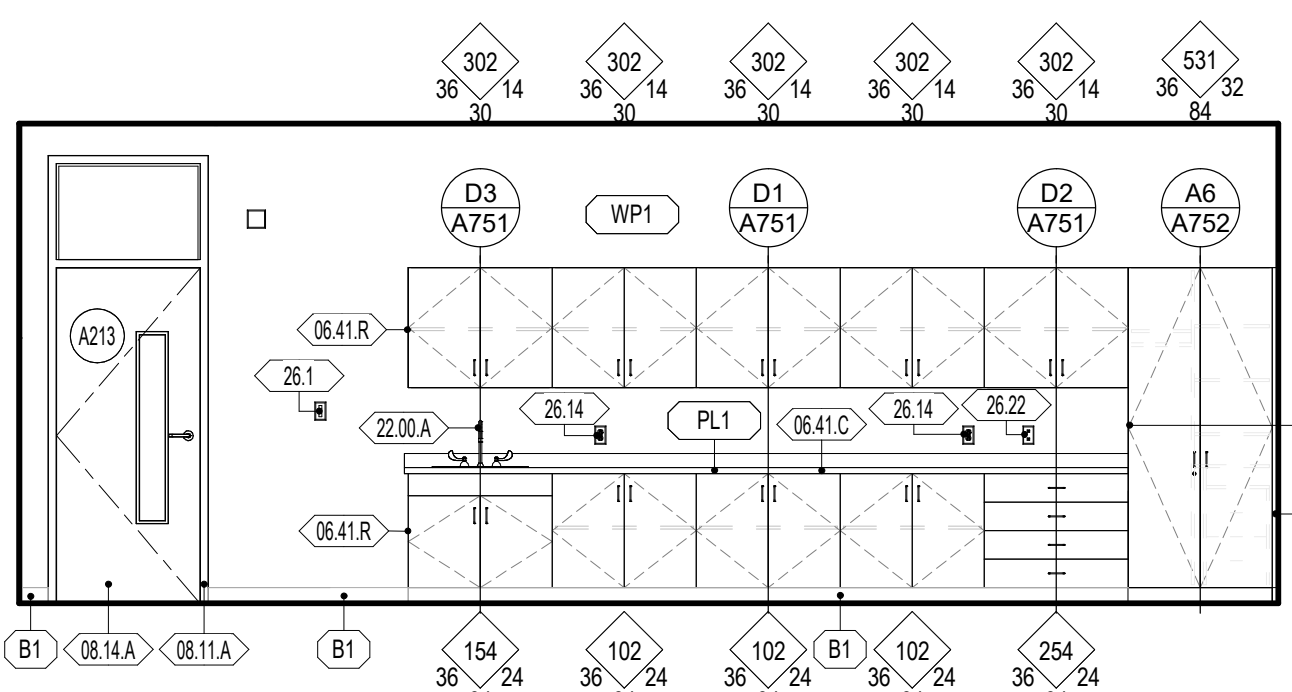 302 302 302 302 302 531
36 14 36 14 36 14 36 14 36 14 36 32
30 30 30 30 30 84
D3 D1 D2 A6
A751 WP1 A751 A751 A752
A213
06.41.R
26.1
22.00.A 26.14 PL1 06.41.C 26.14 26.22
06.41.R
B1 08.14.A 08.11.A B1 154 102 102 B1 102 254
36 24 36 24 36 24 36 24 36 24